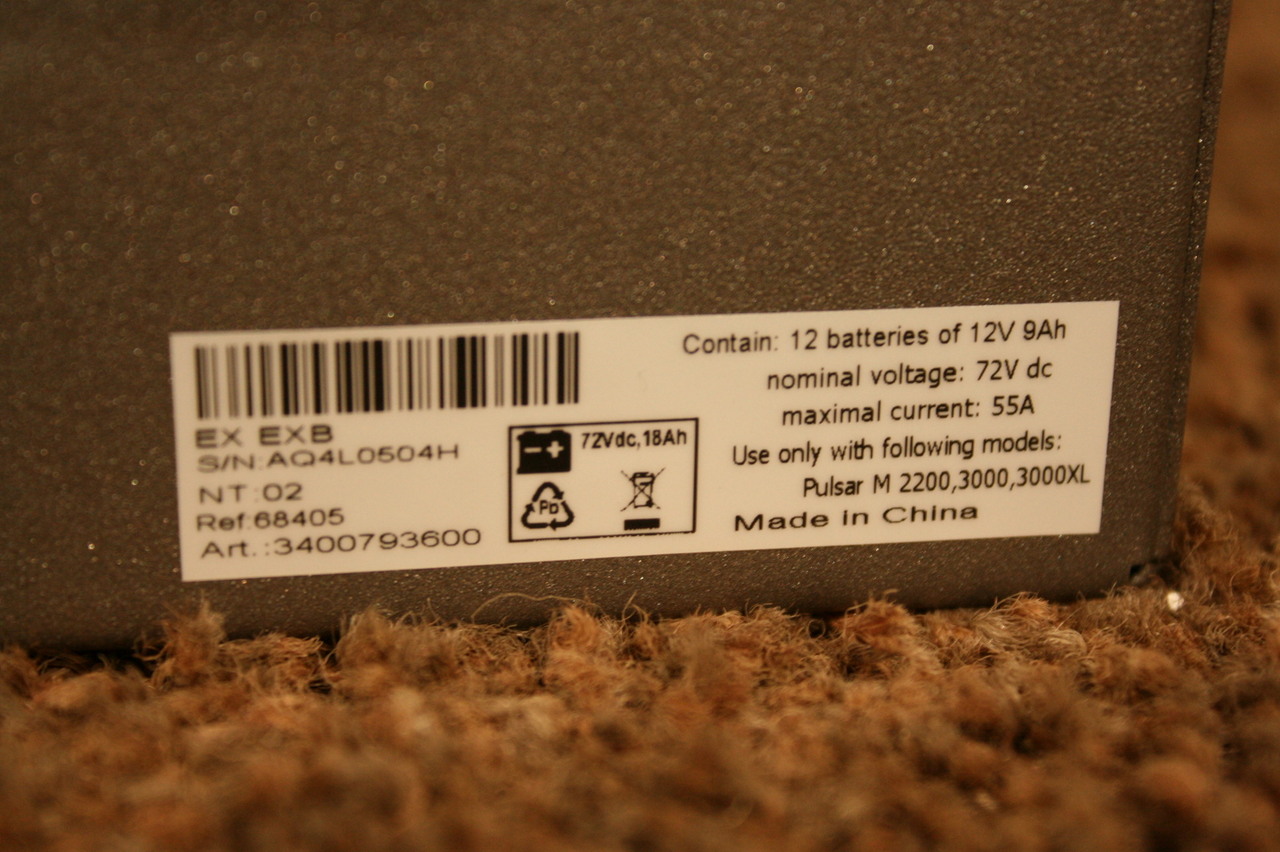 EX EXB
S/N:AQ4L0504H
NT:02
Ref:68405
Art.:3400793600
72Vdc,18Ah
Pb
Contain: 12 batteries of 12V 9Ah
nominal voltage: 72V dc
maximal current: 55A
Use only with following models:
Pulsar M 2200,3000,3000XL
Made in China